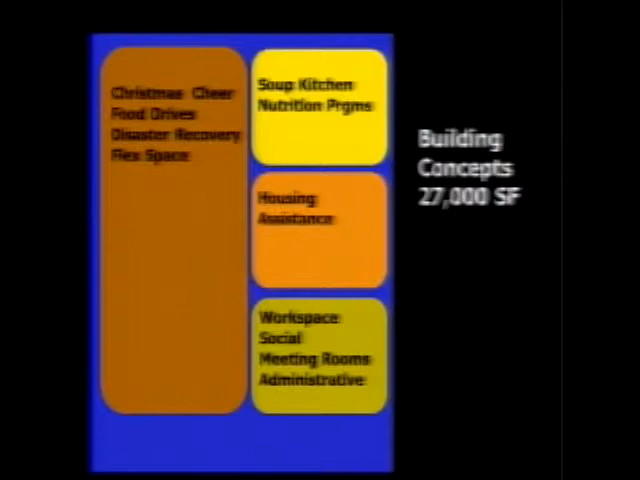 Christmas Cheer
Food Drives
Disaster Recovery
Flex Space
Soup Kitchen
Nutrition Prgms
Housing
Assistance
Workspace
Social
Meeting Rooms
Administrative
Building
Concepts
27,000 SF